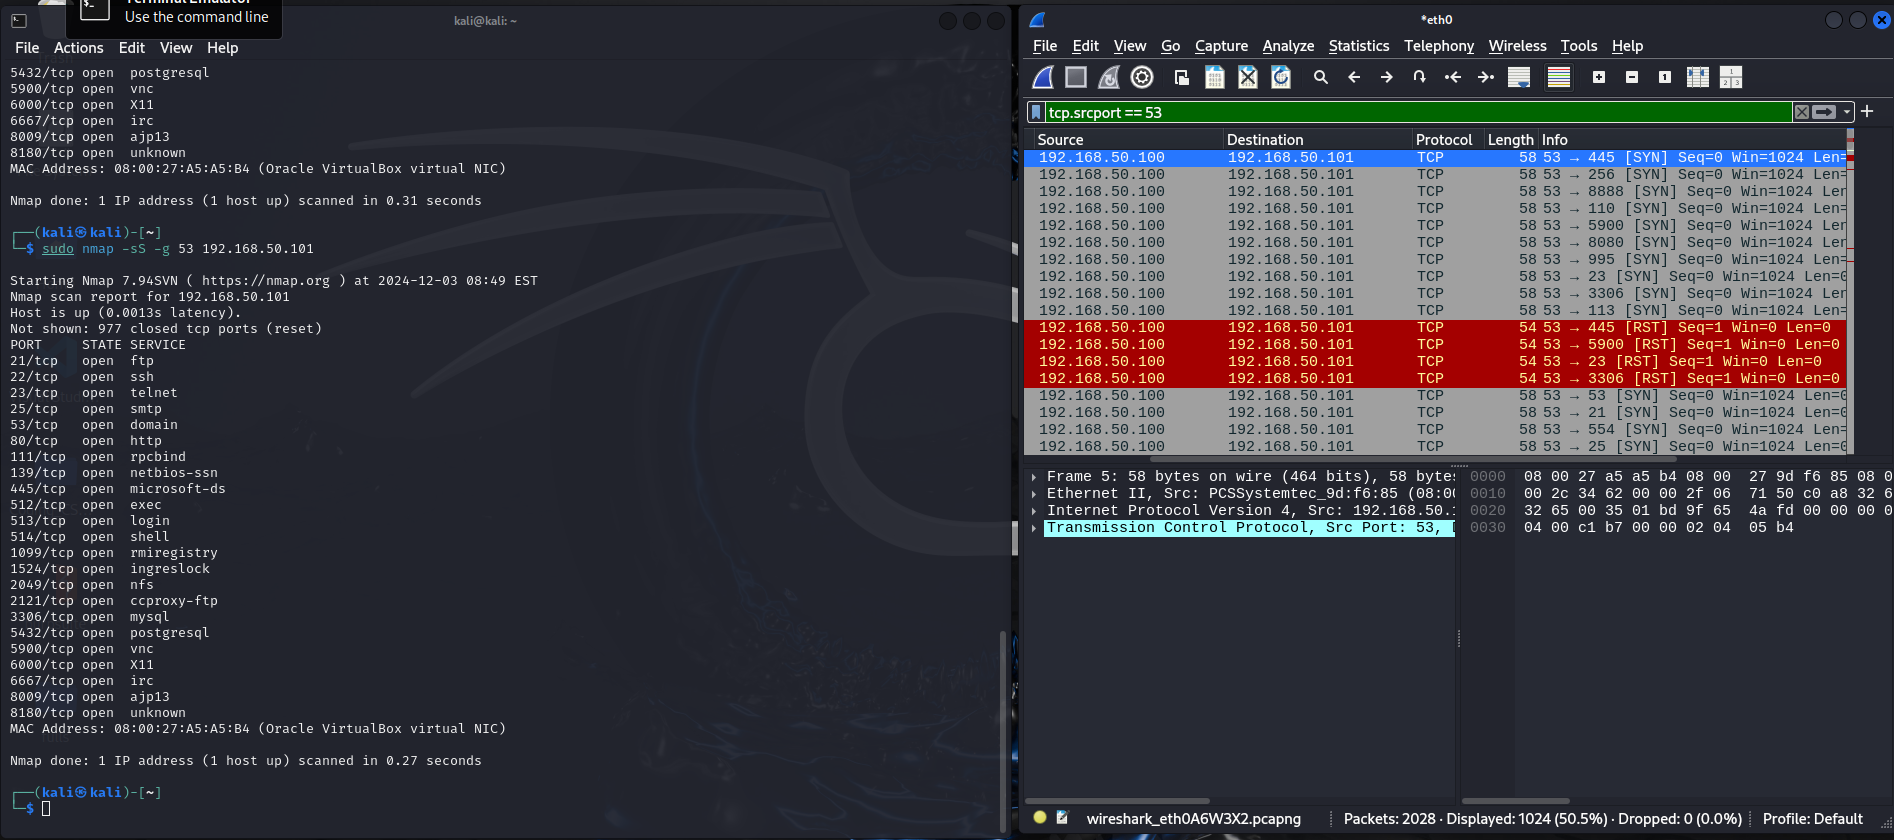 Terminal Emulator
Use the command line
kali@kali: ~
File Actions Edit View Help
5432/tcp open  postgresql
5900/tcp open  vnc
6000/tcp open  X11
6667/tcp open  irc
8009/tcp open  ajp13
8180/tcp open  unknown
MAC Address: 08:00:27:A5:A5:B4 (Oracle VirtualBox virtual NIC)
Nmap done: 1 IP address (1 host up) scanned in 0.31 seconds
┌──(kali㉿kali)-[~]
└─$ sudo nmap -sS -g 53 192.168.50.101
Starting Nmap 7.94SVN ( https://nmap.org ) at 2024-12-03 08:49 EST
Nmap scan report for 192.168.50.101
Host is up (0.0013s latency).
Not shown: 977 closed tcp ports (reset)
PORT     STATE SERVICE
21/tcp   open  ftp
22/tcp   open  ssh
23/tcp   open  telnet
25/tcp   open  smtp
53/tcp   open  domain
80/tcp   open  http
111/tcp  open  rpcbind
139/tcp  open  netbios-ssn
445/tcp  open  microsoft-ds
512/tcp  open  exec
513/tcp  open  login
514/tcp  open  shell
1099/tcp open  rmiregistry
1524/tcp open  ingreslock
2049/tcp open  nfs
2121/tcp open  ccproxy-ftp
3306/tcp open  mysql
5432/tcp open  postgresql
5900/tcp open  vnc
6000/tcp open  X11
6667/tcp open  irc
8009/tcp open  ajp13
8180/tcp open  unknown
MAC Address: 08:00:27:A5:A5:B4 (Oracle VirtualBox virtual NIC)
Nmap done: 1 IP address (1 host up) scanned in 0.27 seconds
┌──(kali㉿kali)-[~]
└─$
*eth0
File Edit View Go Capture Analyze Statistics Telephony Wireless Tools Help
tcp.srcport == 53
Source Destination Protocol Length Info
192.168.50.100 192.168.50.101 TCP 58 53 → 445 [SYN] Seq=0 Win=1024 Len=
192.168.50.100 192.168.50.101 TCP 58 53 → 256 [SYN] Seq=0 Win=1024 Len=
192.168.50.100 192.168.50.101 TCP 58 53 → 8888 [SYN] Seq=0 Win=1024 Len
192.168.50.100 192.168.50.101 TCP 58 53 → 110 [SYN] Seq=0 Win=1024 Len=
192.168.50.100 192.168.50.101 TCP 58 53 → 5900 [SYN] Seq=0 Win=1024 Len
192.168.50.100 192.168.50.101 TCP 58 53 → 8080 [SYN] Seq=0 Win=1024 Len
192.168.50.100 192.168.50.101 TCP 58 53 → 995 [SYN] Seq=0 Win=1024 Len=
192.168.50.100 192.168.50.101 TCP 58 53 → 23 [SYN] Seq=0 Win=1024 Len=0
192.168.50.100 192.168.50.101 TCP 58 53 → 3306 [SYN] Seq=0 Win=1024 Len
192.168.50.100 192.168.50.101 TCP 58 53 → 113 [SYN] Seq=0 Win=1024 Len=
192.168.50.100 192.168.50.101 TCP 54 53 → 445 [RST] Seq=1 Win=0 Len=0
192.168.50.100 192.168.50.101 TCP 54 53 → 5900 [RST] Seq=1 Win=0 Len=0
192.168.50.100 192.168.50.101 TCP 54 53 → 23 [RST] Seq=1 Win=0 Len=0
192.168.50.100 192.168.50.101 TCP 54 53 → 3306 [RST] Seq=1 Win=0 Len=0
192.168.50.100 192.168.50.101 TCP 58 53 → 53 [SYN] Seq=0 Win=1024 Len=0
192.168.50.100 192.168.50.101 TCP 58 53 → 21 [SYN] Seq=0 Win=1024 Len=0
192.168.50.100 192.168.50.101 TCP 58 53 → 554 [SYN] Seq=0 Win=1024 Len=
192.168.50.100 192.168.50.101 TCP 58 53 → 25 [SYN] Seq=0 Win=1024 Len=0
Frame 5: 58 bytes on wire (464 bits), 58 bytes
Ethernet II, Src: PCSSystemtec_9d:f6:85 (08:00
Internet Protocol Version 4, Src: 192.168.50.1
Transmission Control Protocol, Src Port: 53,
0000 08 00 27 a5 a5 b4 08 00 27 9d f6 85 08 0
0010 00 2c 34 62 00 00 2f 06 71 50 c0 a8 32 6
0020 32 65 00 35 01 bd 9f 65 4a fd 00 00 00 0
0030 04 00 c1 b7 00 00 02 04 05 b4
wireshark_eth0A6W3X2.pcapng
Packets: 2028 · Displayed: 1024 (50.5%) · Dropped: 0 (0.0%)
Profile: Default